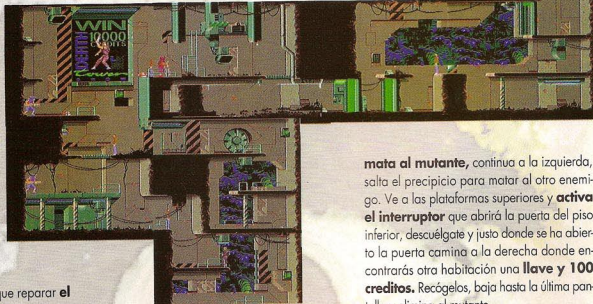 WIN
10000
CREDITS
Tower
que reparar el
mata al mutante, continua a la izquierda,
salta el precipicio para matar al otro enemi-
go. Ve a las plataformas superiores y activa
el interruptor que abrirá la puerta del piso
inferior, descuélgate y justo donde se ha abier-
to la puerta camina a la derecha donde en-
contrarás otra habitación una llave y 100
creditos. Recógelos, baja hasta la última pan-